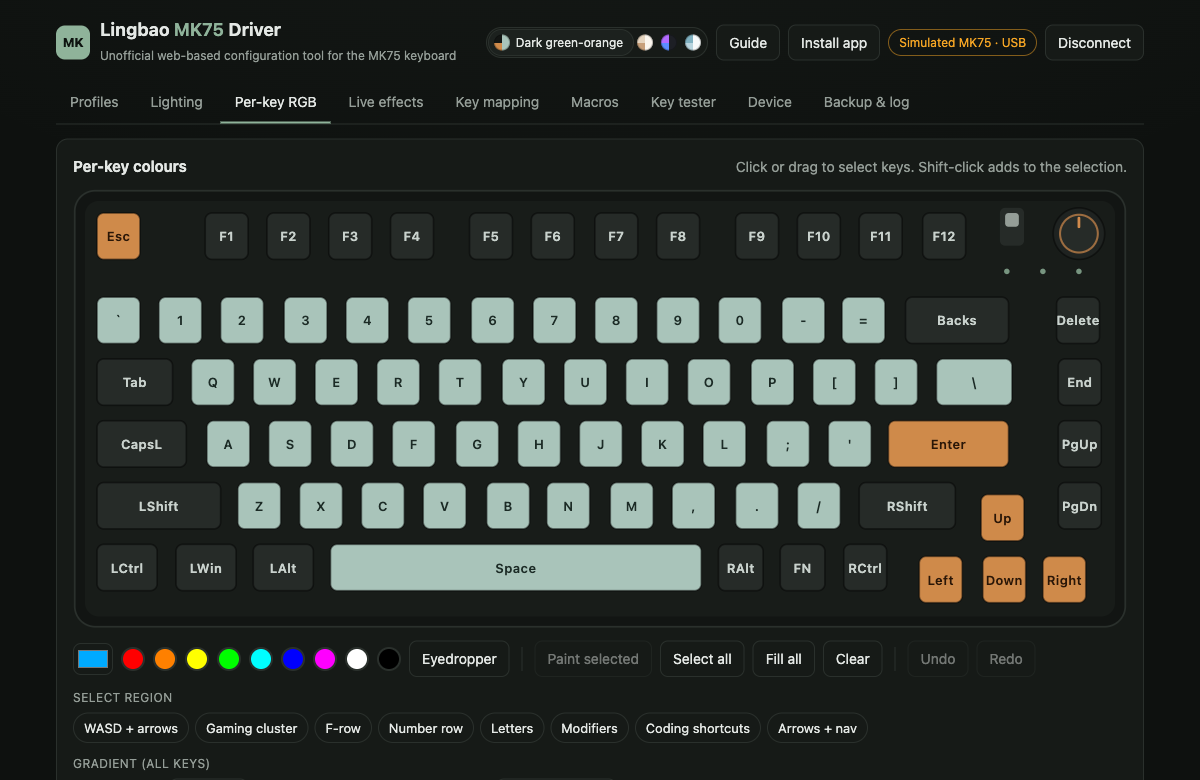 MK
Lingbao MK75 Driver
Unofficial web-based configuration tool for the MK75 keyboard
Dark green-orange
Guide
Install app
Simulated MK75 · USB
Disconnect
Profiles Lighting Per-key RGB Live effects Key mapping Macros Key tester Device Backup & log
Per-key colours
Click or drag to select keys. Shift-click adds to the selection.
Esc F1 F2 F3 F4 F5 F6 F7 F8 F9 F10 F11 F12
` 1 2 3 4 5 6 7 8 9 0 - = Backs Delete
Tab Q W E R T Y U I O P [ ] \ End
CapsL A S D F G H J K L ; ' Enter PgUp
LShift Z X C V B N M , . / RShift Up PgDn
LCtrl LWin LAlt Space RAlt FN RCtrl Left Down Right
Eyedropper Paint selected Select all Fill all Clear Undo Redo
SELECT REGION
WASD + arrows Gaming cluster F-row Number row Letters Modifiers Coding shortcuts Arrows + nav
GRADIENT (ALL KEYS)